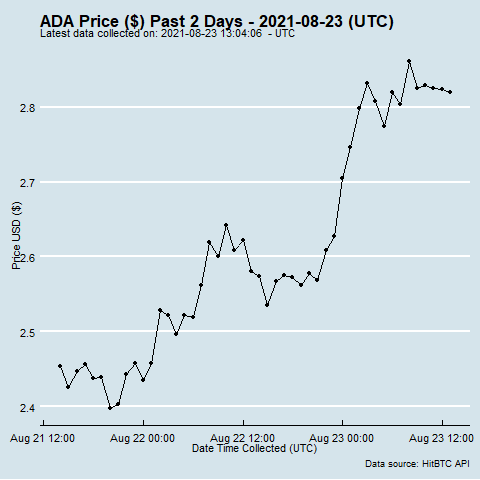 ADA Price ($) Past 2 Days - 2021-08-23 (UTC)
Latest data collected on: 2021-08-23 13:04:06 - UTC
Price USD ($)
2.8
2.7
2.6
2.5
2.4
Aug 21 12:00
Aug 22 00:00
Aug 22 12:00
Aug 23 00:00
Aug 23 12:00
Date Time Collected (UTC)
Data source: HitBTC API